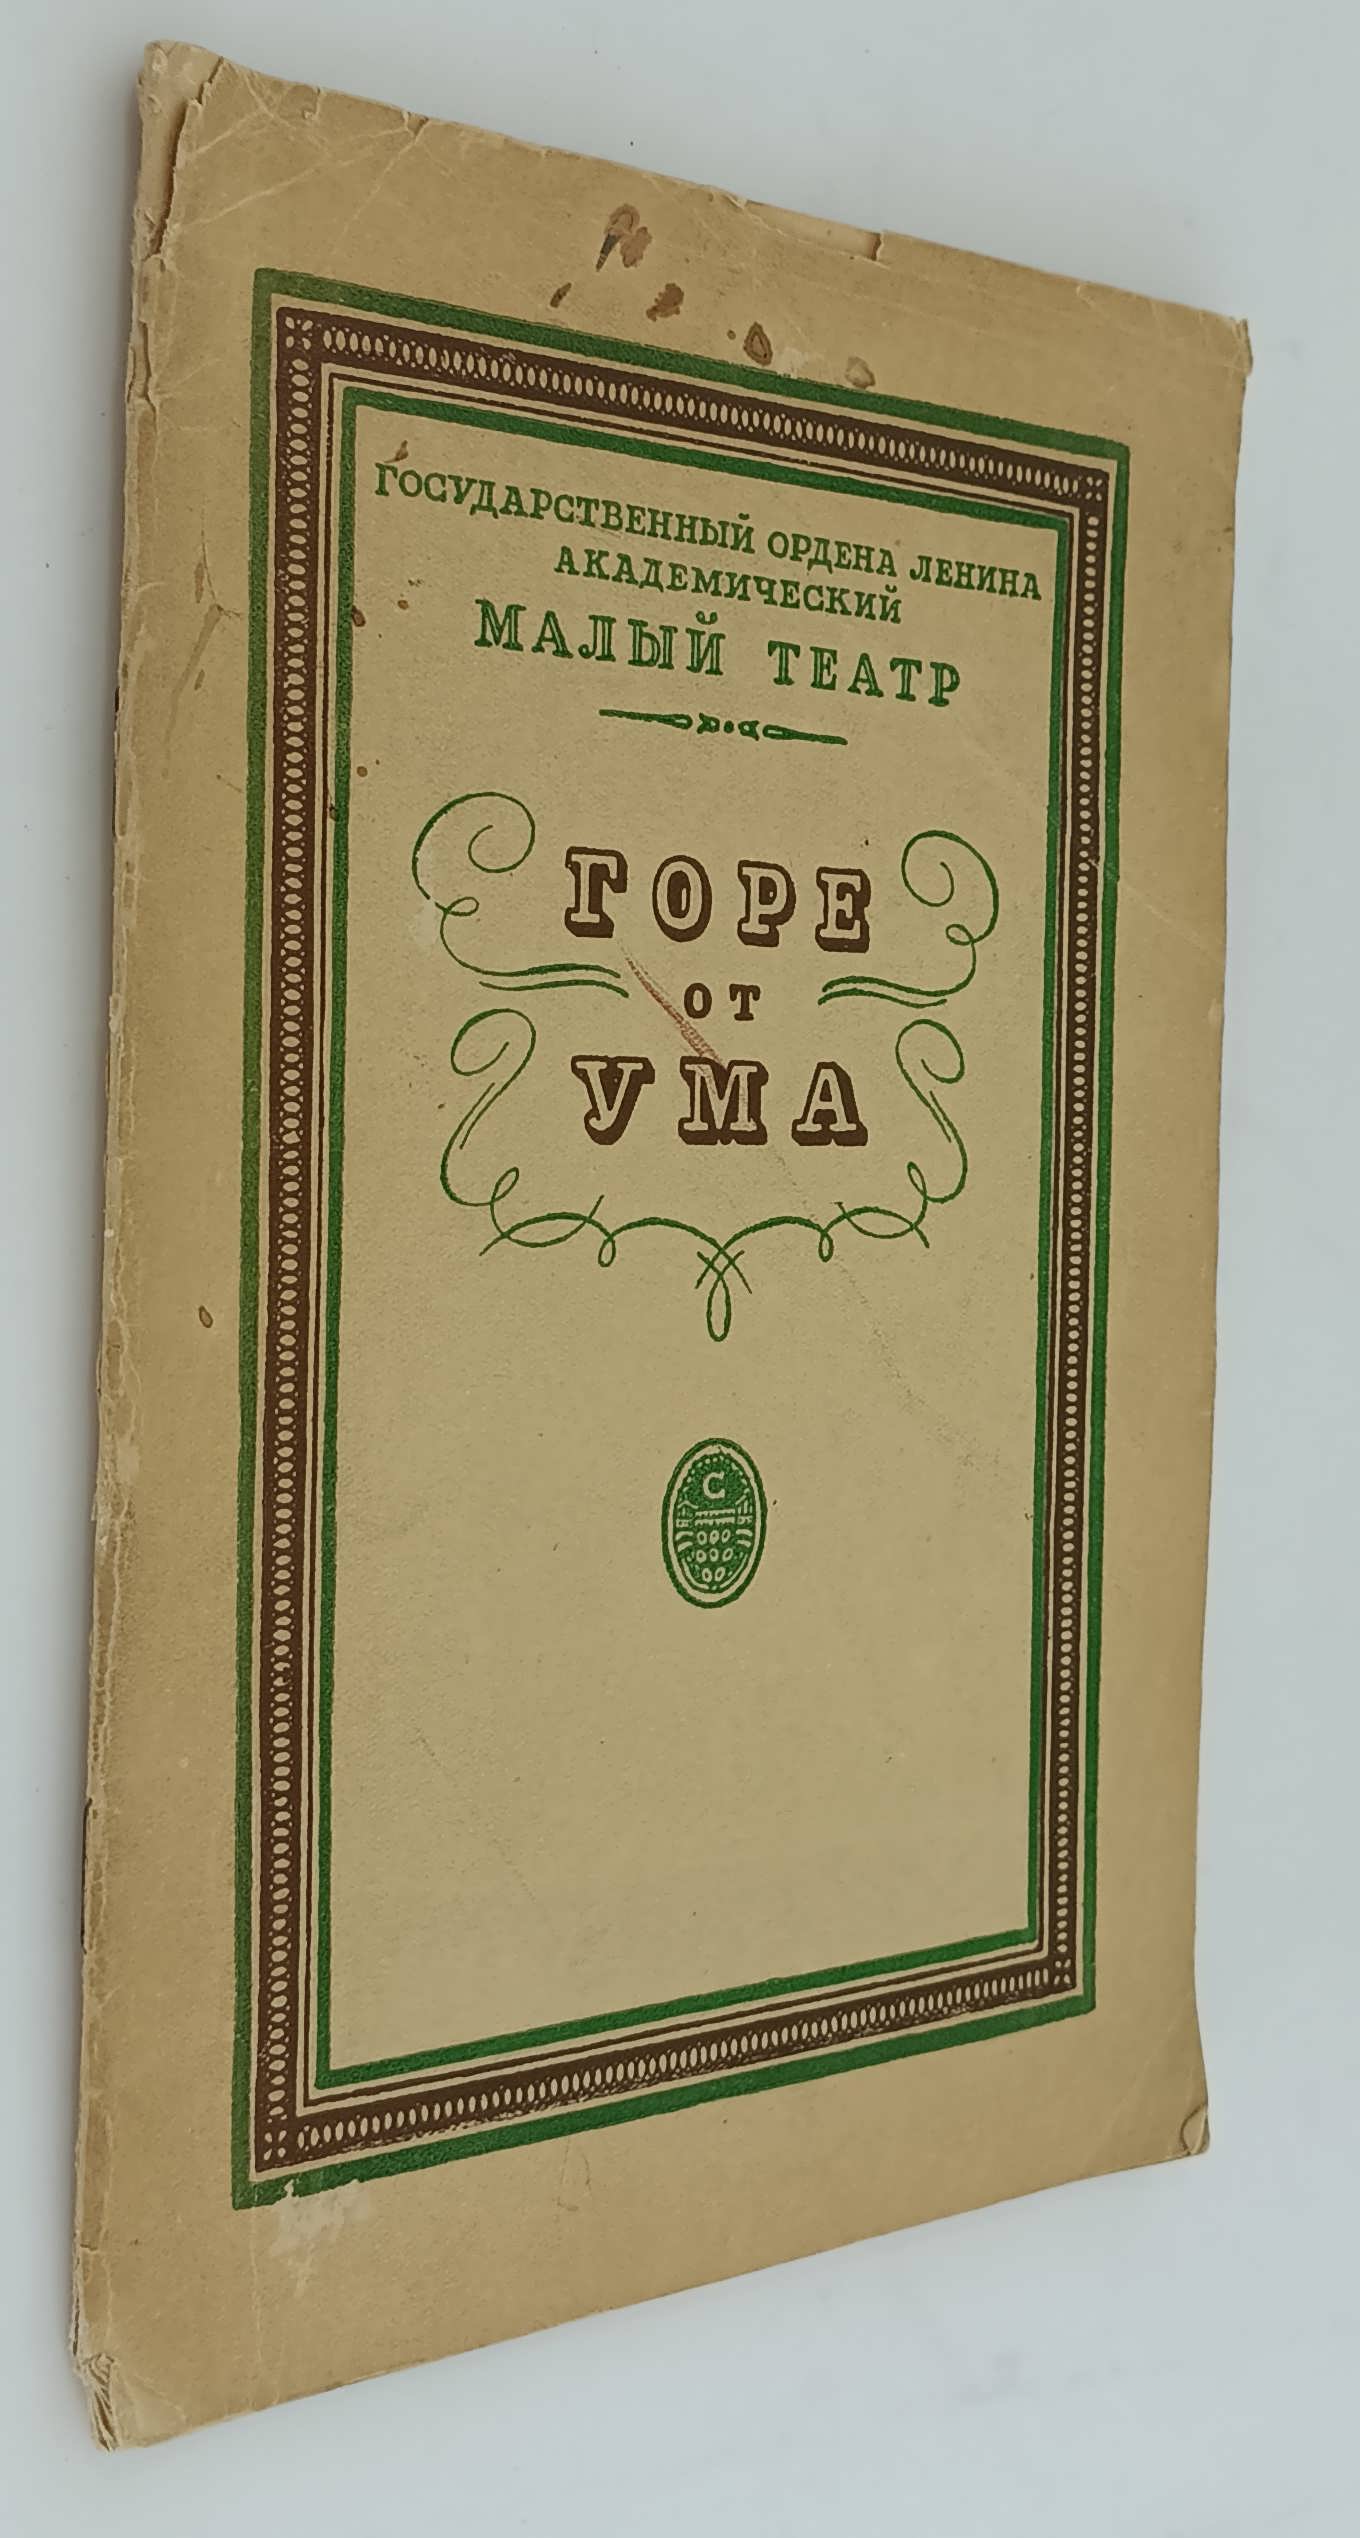 ГОСУДАРСТВЕННЫЙ ОРДЕНА ЛЕНИНА
АКАДЕМИЧЕСКИЙ
МАЛЫЙ ТЕАТР
ГОРЕ
ОТ
УМА
С